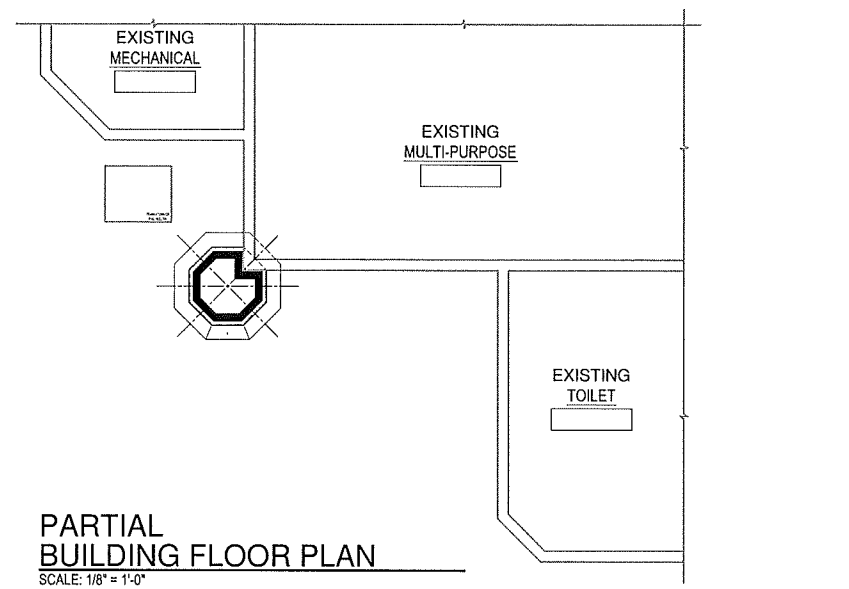 EXISTING
MECHANICAL
EXISTING
MULTI-PURPOSE
EXISTING
TOILET
PARTIAL
BUILDING FLOOR PLAN
SCALE: 1/8" = 1'-0"